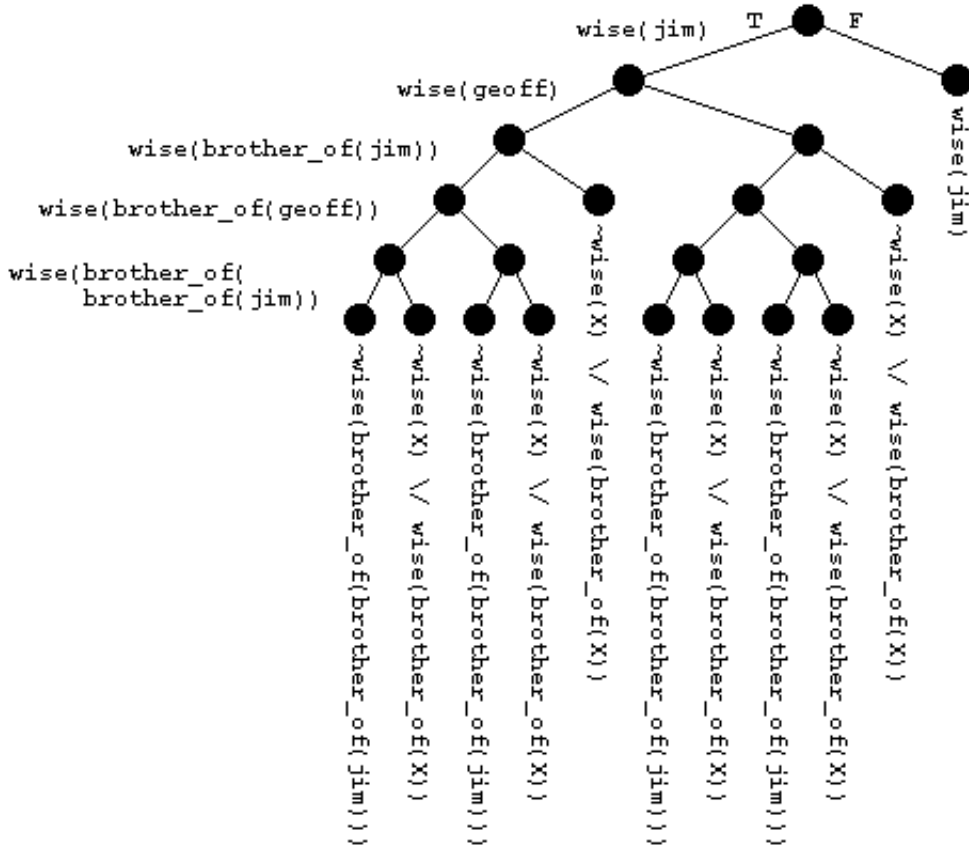 wise(jim) T F
wise(geoff)
wise(brother_of(jim))
wise(brother_of(geoff))
wise(brother_of(
brother_of(jim))
~wise(brother_of(brother_of(jim)))
~wise(X) \/ wise(brother_of(X))
~wise(brother_of(brother_of(jim)))
~wise(X) \/ wise(brother_of(X))
~wise(X) \/ wise(brother_of(X))
~wise(brother_of(brother_of(jim)))
~wise(X) \/ wise(brother_of(X))
~wise(brother_of(brother_of(jim)))
~wise(X) \/ wise(brother_of(X))
~wise(X) \/ wise(brother_of(X))
wise(jim)